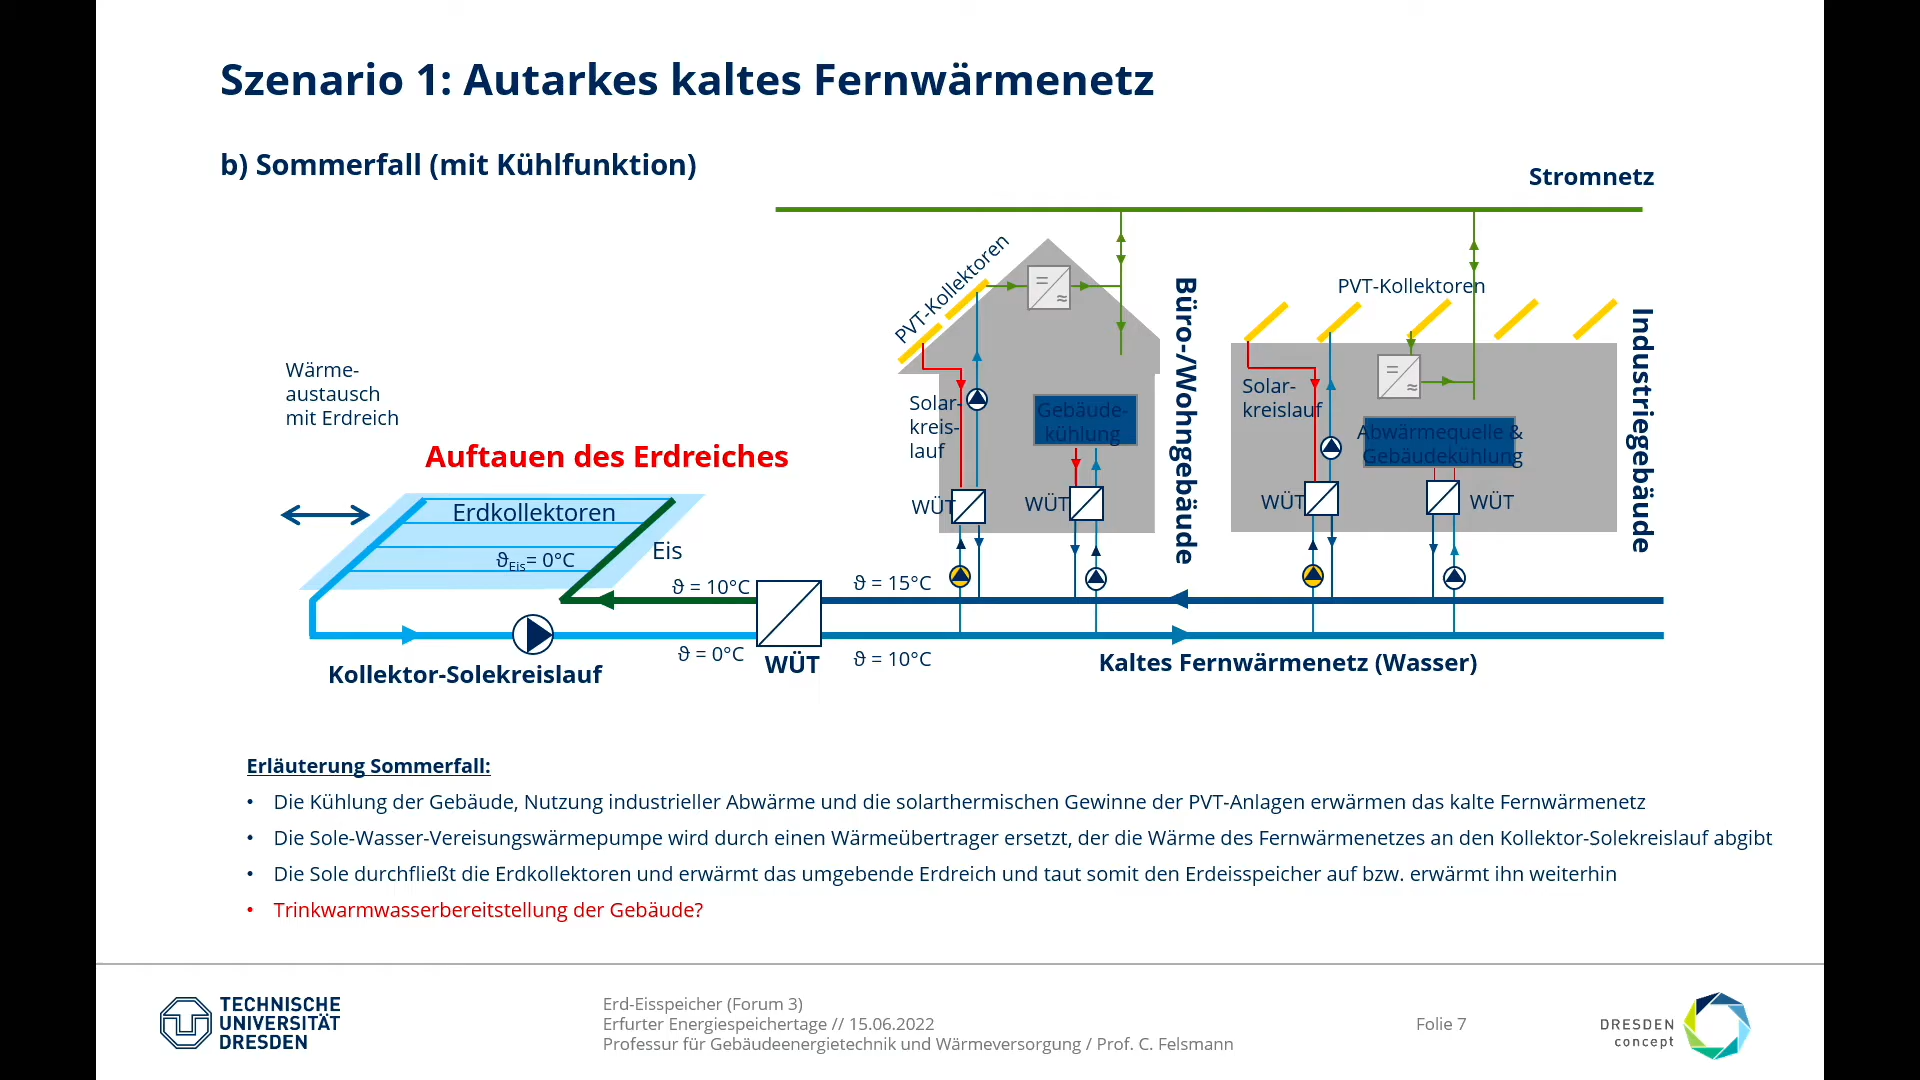 Szenario 1: Autarkes kaltes Fernwärmenetz
b) Sommerfall (mit Kühlfunktion)
Stromnetz
PVT-Kollektoren
PVT-Kollektoren
=
≈
=
≈
Büro-/Wohngebäude
Industriegebäude
Wärme-
austausch
mit Erdreich
Solar-
kreis-
lauf
Gebäude-
kühlung
Solar-
kreislauf
Abwärmequelle &
Gebäudekühlung
Auftauen des Erdreiches
WÜT
WÜT
WÜT
WÜT
Erdkollektoren
Eis
ϑEis= 0°C
ϑ = 10°C
ϑ = 15°C
ϑ = 0°C
WÜT
ϑ = 10°C
Kaltes Fernwärmenetz (Wasser)
Kollektor-Solekreislauf
Erläuterung Sommerfall:
• Die Kühlung der Gebäude, Nutzung industrieller Abwärme und die solarthermischen Gewinne der PVT-Anlagen erwärmen das kalte Fernwärmenetz
• Die Sole-Wasser-Vereisungswärmepumpe wird durch einen Wärmeübertrager ersetzt, der die Wärme des Fernwärmenetzes an den Kollektor-Solekreislauf abgibt
• Die Sole durchfließt die Erdkollektoren und erwärmt das umgebende Erdreich und taut somit den Erdeisspeicher auf bzw. erwärmt ihn weiterhin
• Trinkwarmwasserbereitstellung der Gebäude?
TECHNISCHE
UNIVERSITÄT
DRESDEN
Erd-Eisspeicher (Forum 3)
Erfurter Energiespeichertage // 15.06.2022
Professur für Gebäudeenergietechnik und Wärmeversorgung / Prof. C. Felsmann
Folie 7
DRESDEN
concept